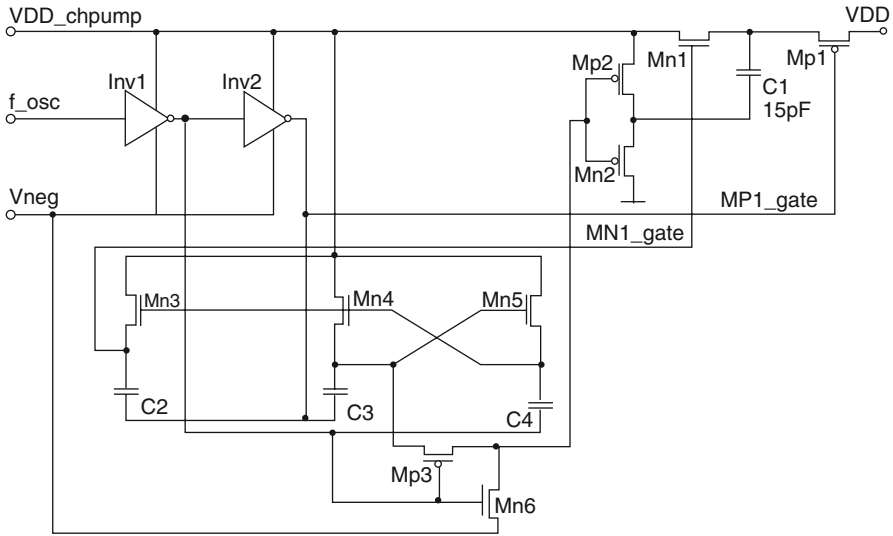 VDD_chpump
VDD
Inv1
Inv2
Mp2
Mn1
Mp1
C1
15pF
f_osc
Mn2
Vneg
MP1_gate
MN1_gate
Mn3
Mn4
Mn5
C2
C3
C4
Mp3
Mn6